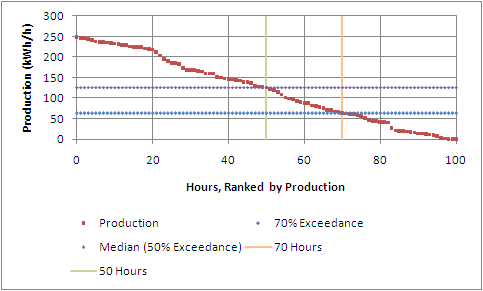 300
250
200
150
100
50
0
Production (kWh/h)
0 20 40 60 80 100
Hours, Ranked by Production
Production 70% Exceedance
Median (50% Exceedance) 70 Hours
50 Hours